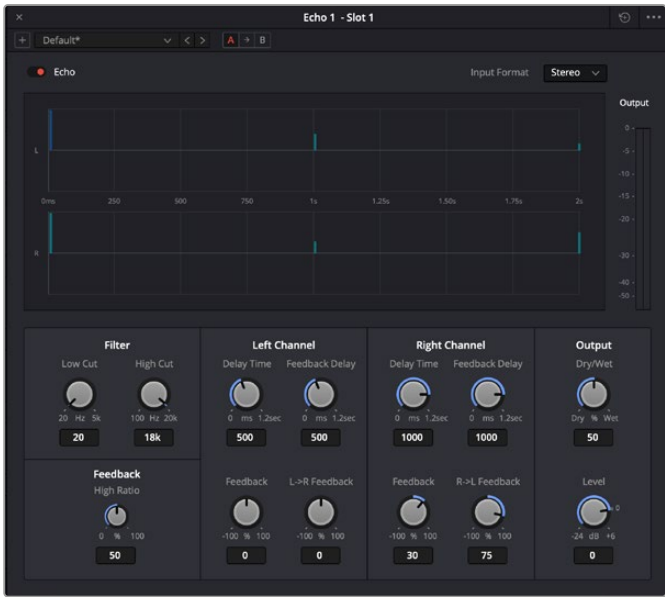 Echo 1 - Slot 1
Default*
A B
Echo
Input Format Stereo
Output
L
0ms 250 500 750 1s 1.25s 1.50s 1.75s 2s
R
0
-5
-10
-15
-20
-30
-40
-50
Filter
Low Cut High Cut
20 Hz 5k 100 Hz 20k
20 18k
Feedback
High Ratio
0 % 100
50
Left Channel
Delay Time Feedback Delay
0 ms 1.2sec 0 ms 1.2sec
500 500
Feedback L->R Feedback
-100 % 100 -100 % 100
0 0
Right Channel
Delay Time Feedback Delay
0 ms 1.2sec 0 ms 1.2sec
1000 1000
Feedback R->L Feedback
-100 % 100 -100 % 100
30 75
Output
Dry/Wet
Dry % Wet
50
Level
0
-24 dB +6
0